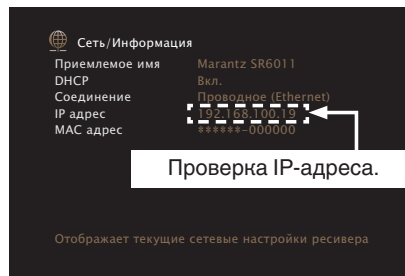 Сеть/Информация
Приемлемое имя Marantz SR6011
DHCP Вкл.
Соединение Проводное (Ethernet)
IP адрес 192.168.100.19
MAC адрес ******-000000
Проверка IP-адреса.
Отображает текущие сетевые настройки ресивера